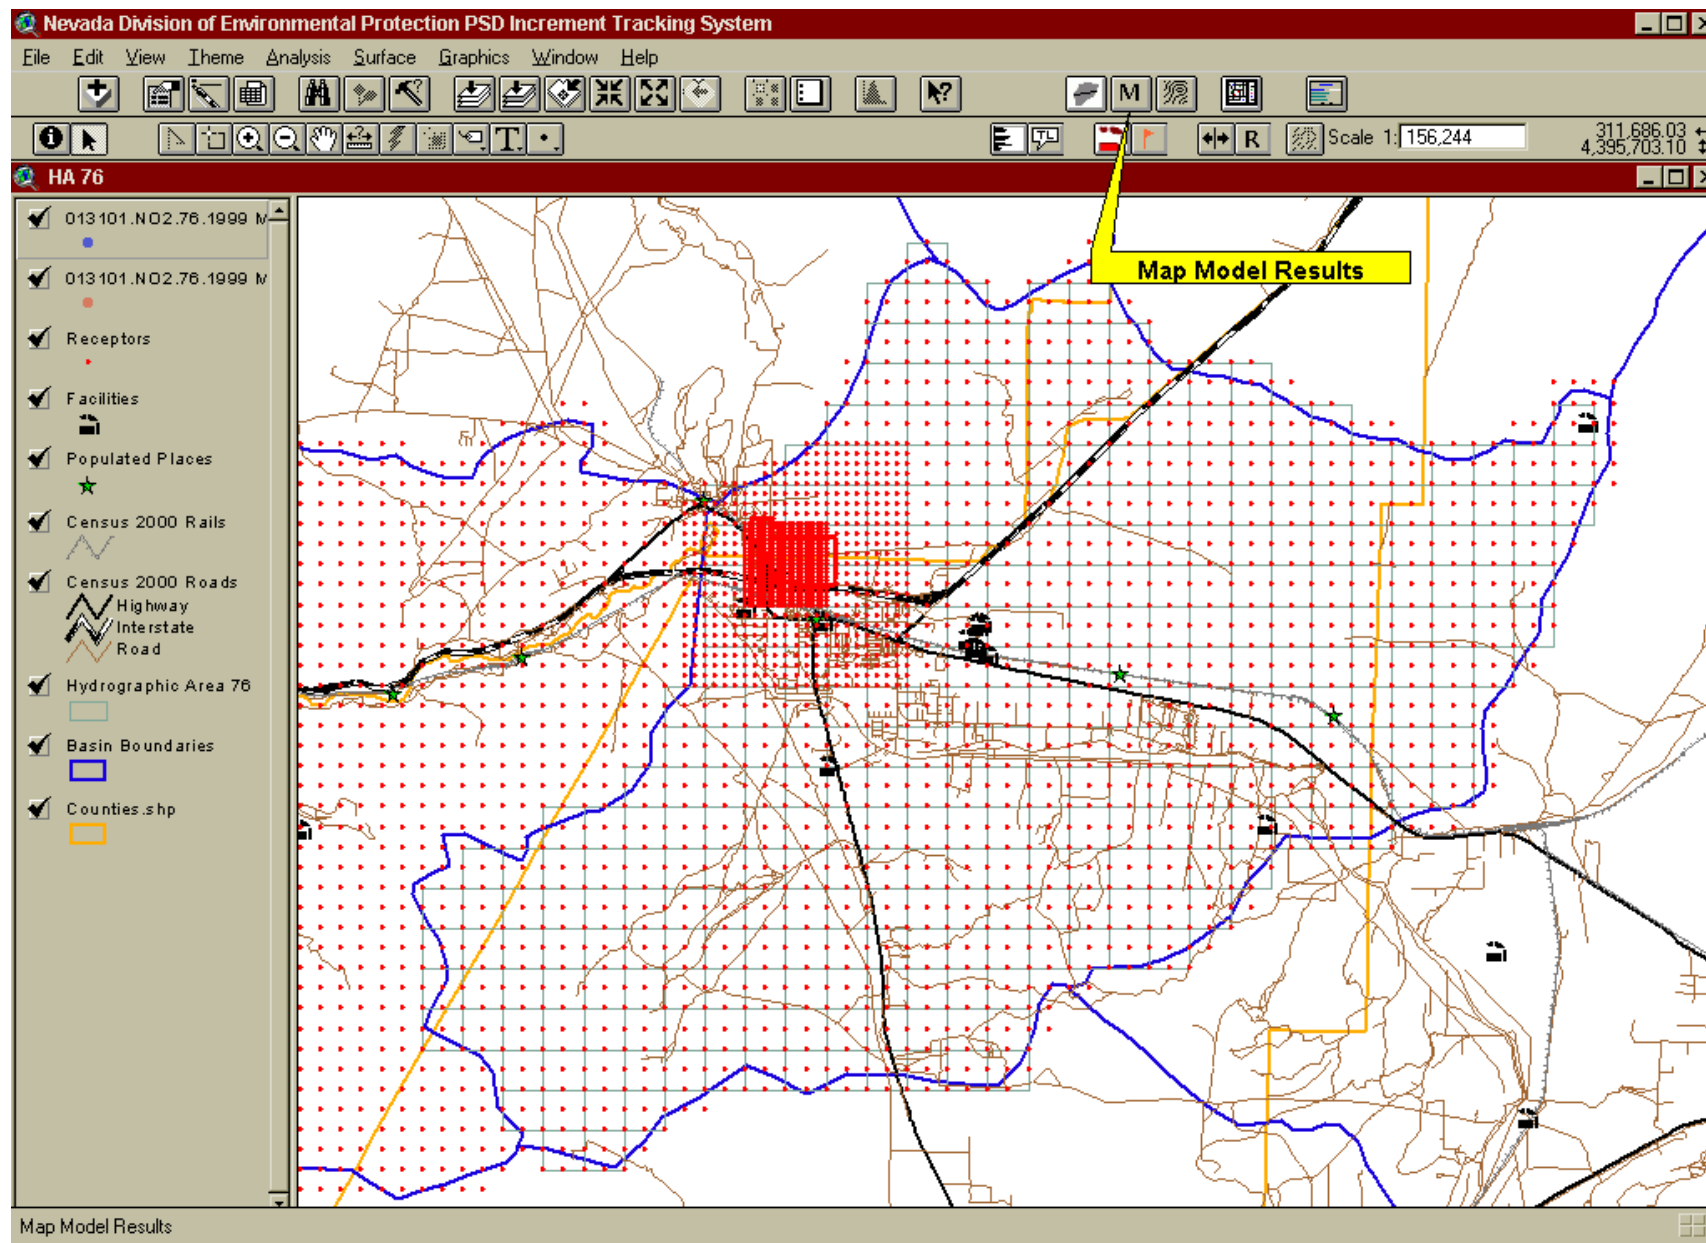 Nevada Division of Environmental Protection PSD Increment Tracking System
File Edit View Theme Analysis Surface Graphics Window Help
M
T R Scale 1: 156,244 311,686.03
4,395,703.10
HA 76
Map Model Results
013101.NO2.76.1999 M
013101.NO2.76.1999 M
Receptors
Facilities
Populated Places
Census 2000 Rails
Census 2000 Roads
Highway
Interstate
Road
Hydrographic Area 76
Basin Boundaries
Counties.shp
Map Model Results